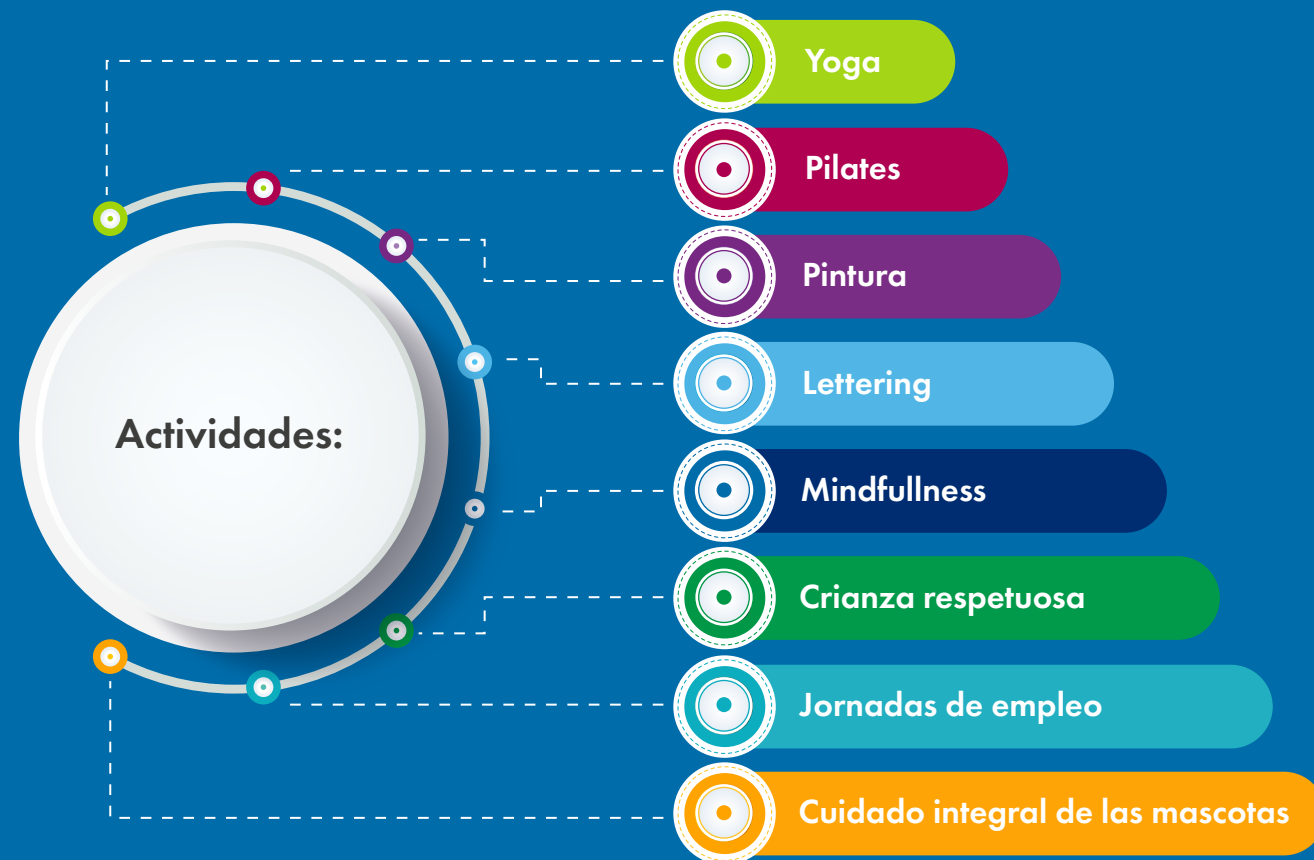 Actividades:
Yoga
Pilates
Pintura
Lettering
Mindfullness
Crianza respetuosa
Jornadas de empleo
Cuidado integral de las mascotas